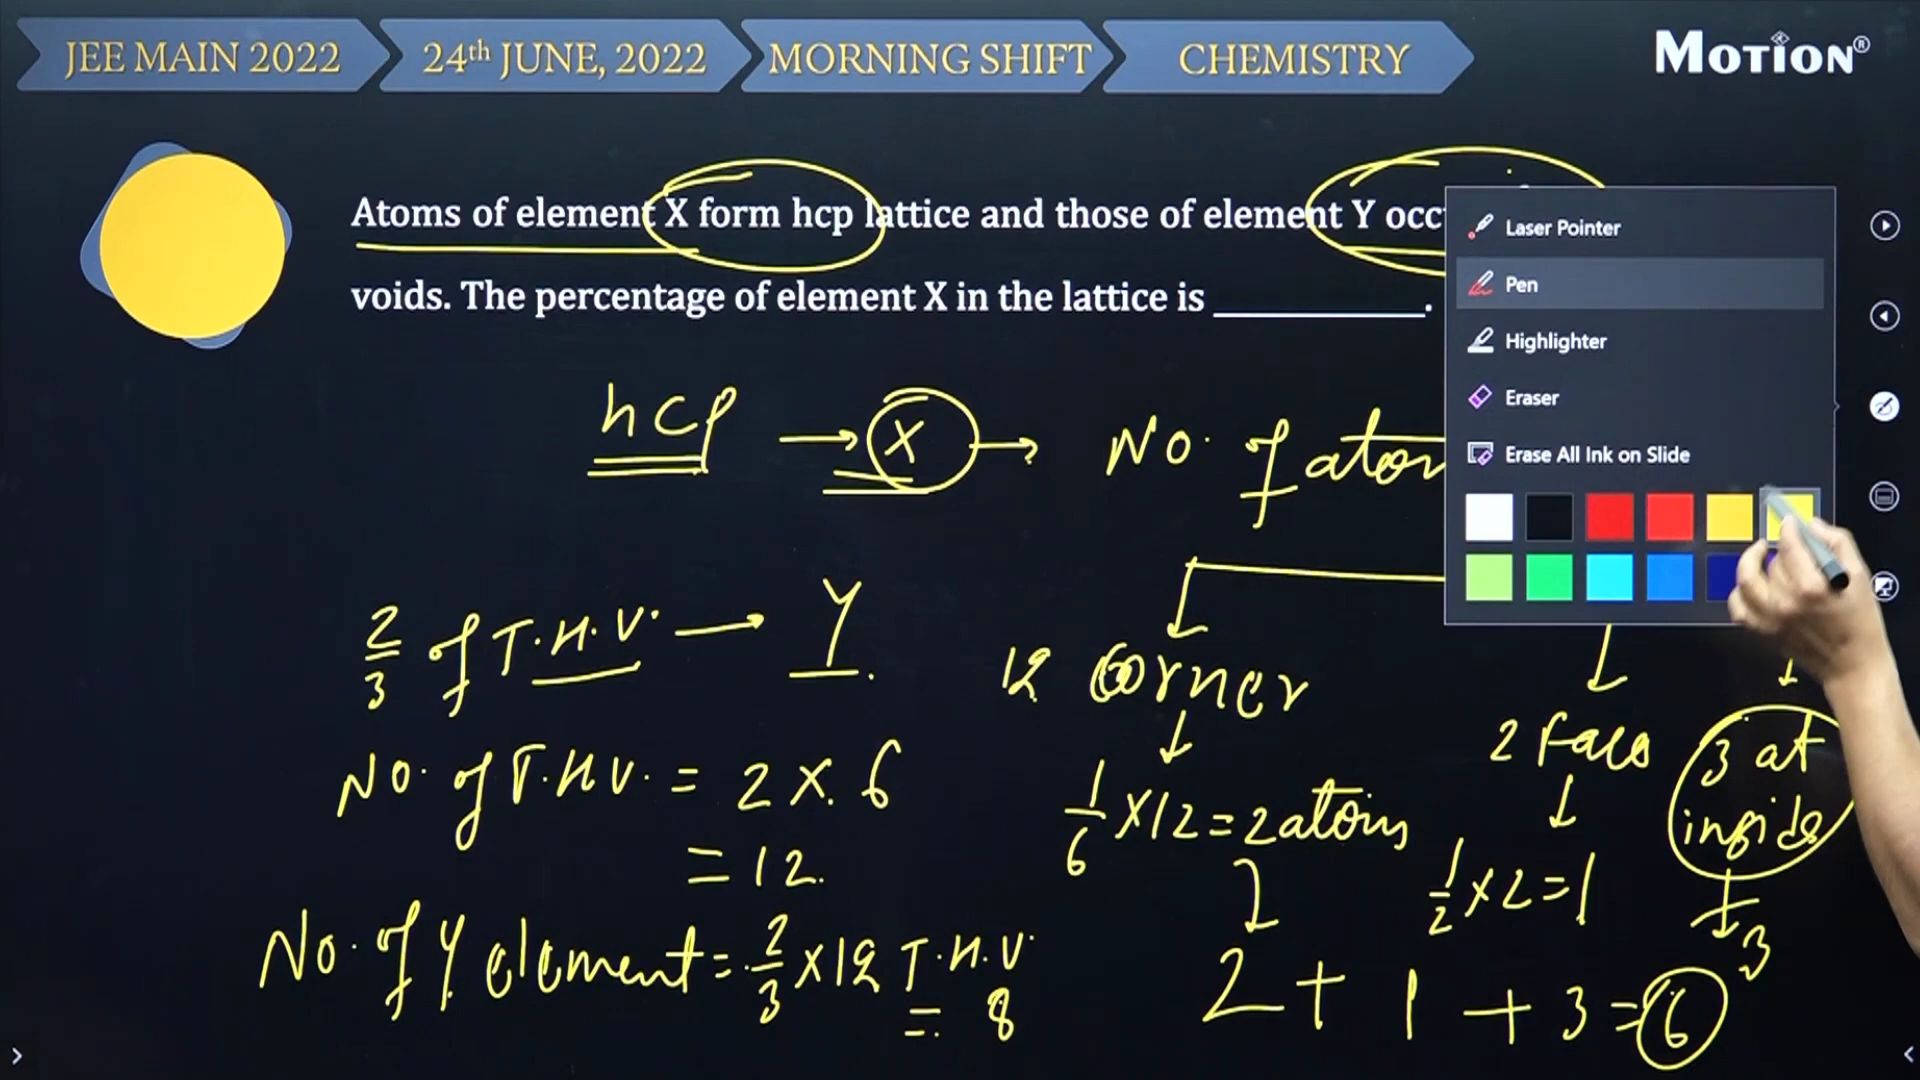 JEE MAIN 2022 24th JUNE, 2022 MORNING SHIFT CHEMISTRY MOTION®
Atoms of element X form hcp lattice and those of element Y occ
voids. The percentage of element X in the lattice is __________.
Laser Pointer
Pen
Highlighter
Eraser
Erase All Ink on Slide
hcp → X → No. of atom
2/3 of T.H.V. → Y
No. of T.H.V. = 2 × 6
= 12
No. of Y element = 2/3 × 12 T.H.V.
= 8
12 corner
1/6 × 12 = 2 atoms
2 Faces
1/2 × 2 = 1
3 at
inside
3
2 + 1 + 3 = 6